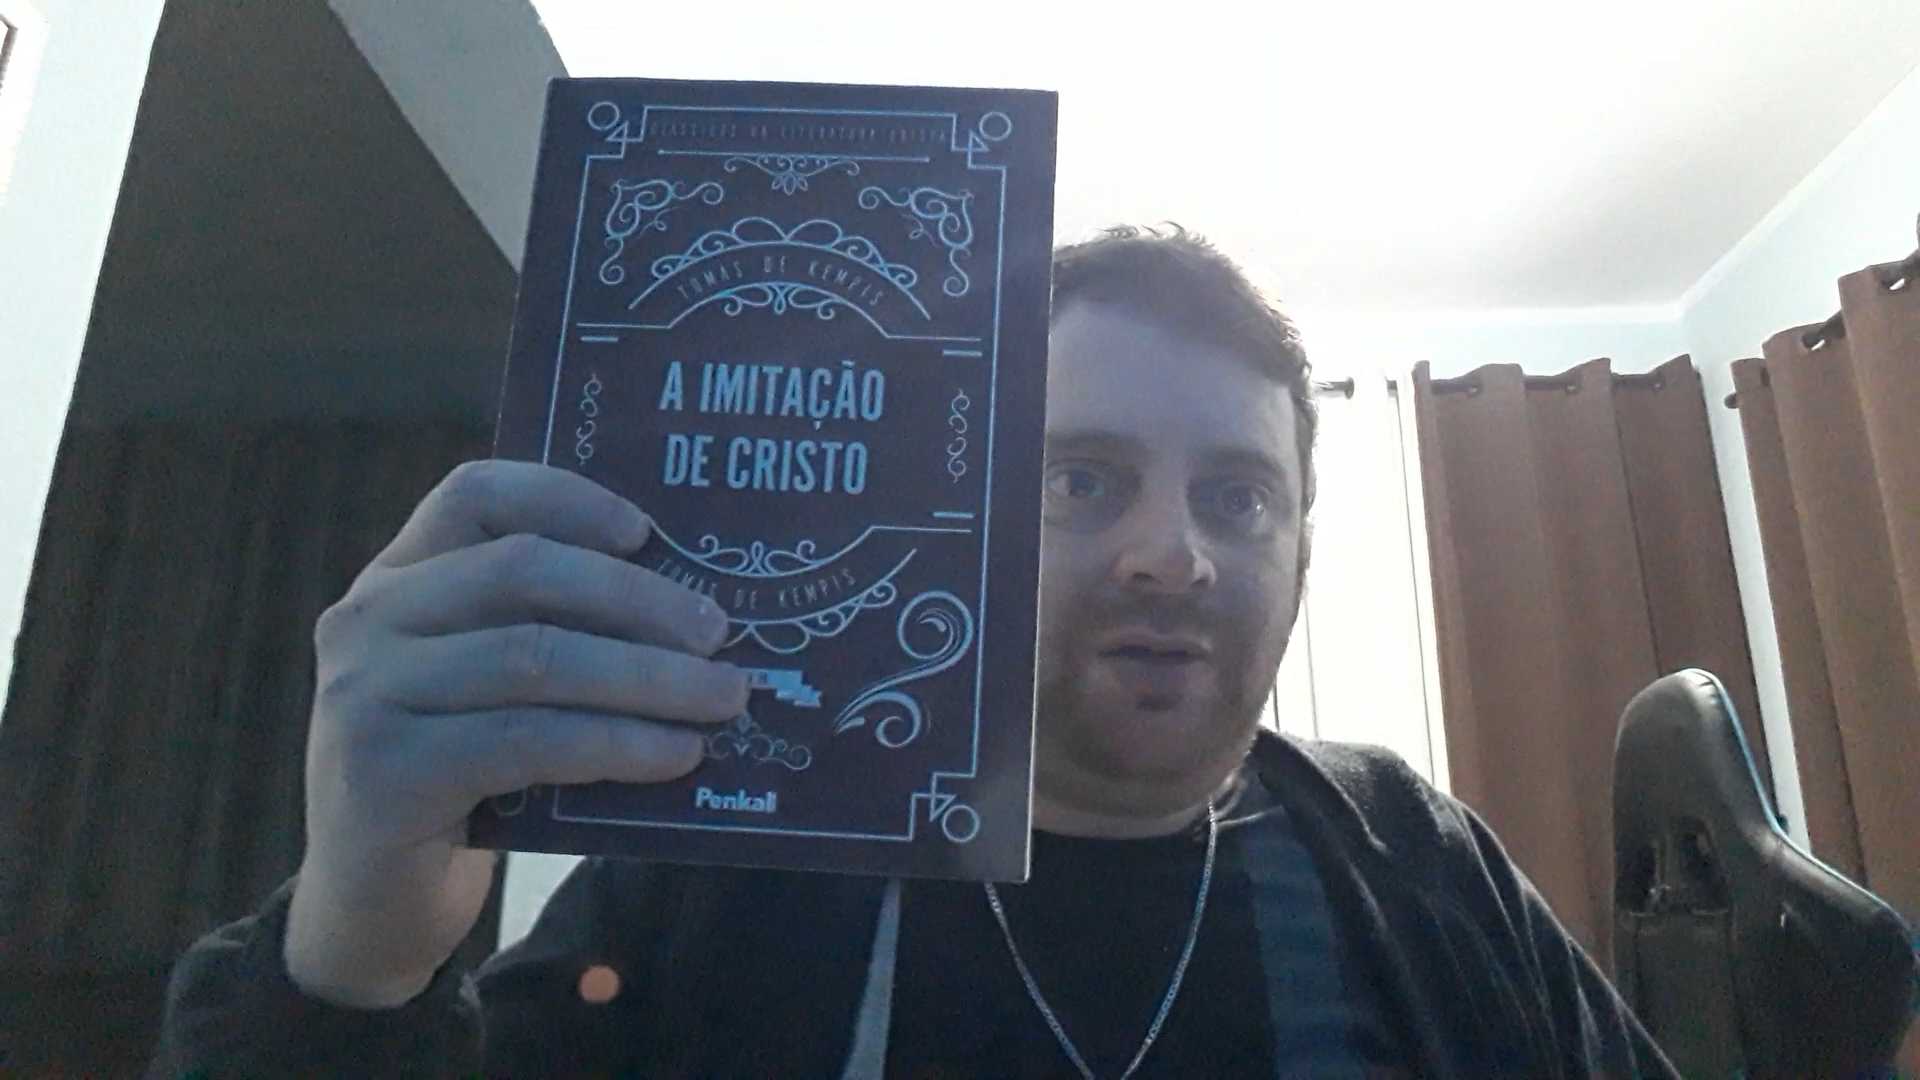 CLÁSSICOS DA LITERATURA CRISTÃ
TOMÁS DE KEMPIS
A IMITAÇÃO
DE CRISTO
TOMÁS DE KEMPIS
Penkal